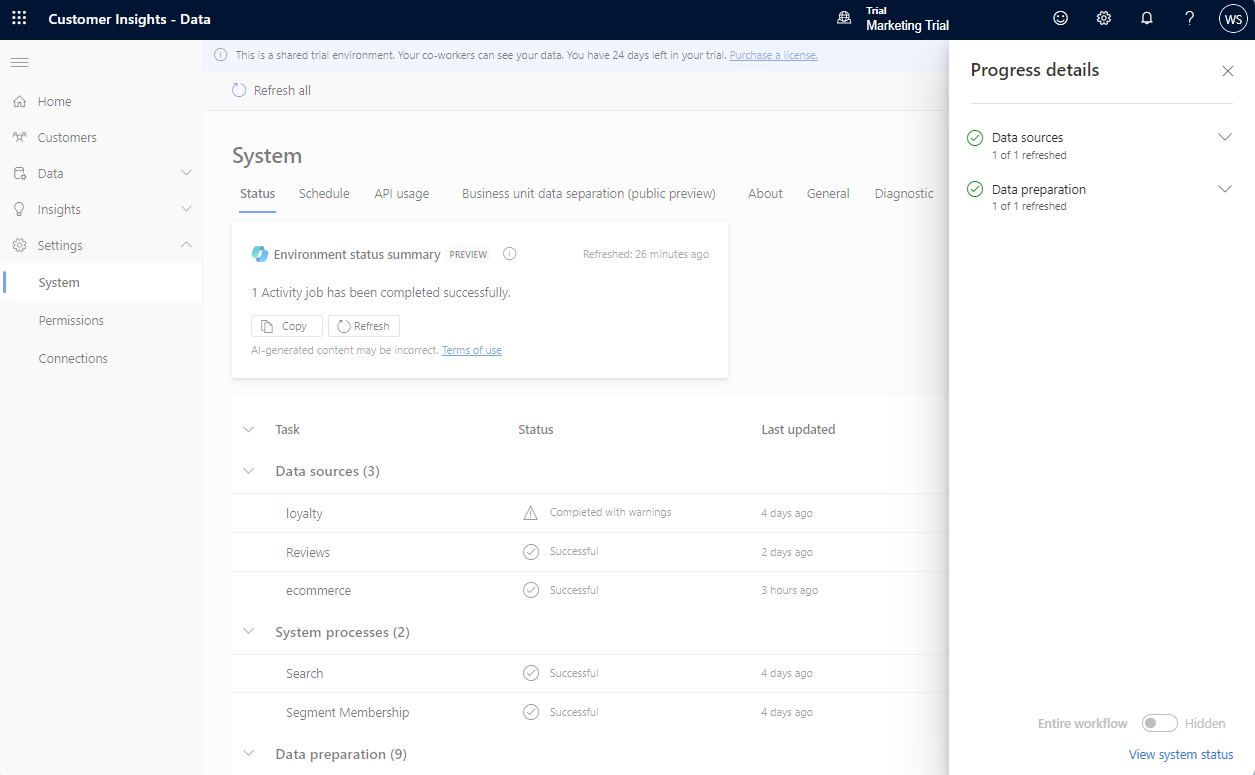 Customer Insights - Data
Trial
Marketing Trial
?
WS
This is a shared trial environment. Your co-workers can see your data. You have 24 days left in your trial. Purchase a license.
Refresh all
Home
Customers
Data
Insights
Settings
System
Permissions
Connections
System
Status
Schedule
API usage
Business unit data separation (public preview)
About
General
Diagnostic
Environment status summary PREVIEW
Refreshed: 26 minutes ago
1 Activity job has been completed successfully.
Copy
Refresh
AI-generated content may be incorrect. Terms of use
Task Status Last updated
Data sources (3)
loyalty Completed with warnings 4 days ago
Reviews Successful 2 days ago
ecommerce Successful 3 hours ago
System processes (2)
Search Successful 4 days ago
Segment Membership Successful 4 days ago
Data preparation (9)
Progress details
Data sources
1 of 1 refreshed
Data preparation
1 of 1 refreshed
Entire workflow Hidden
View system status